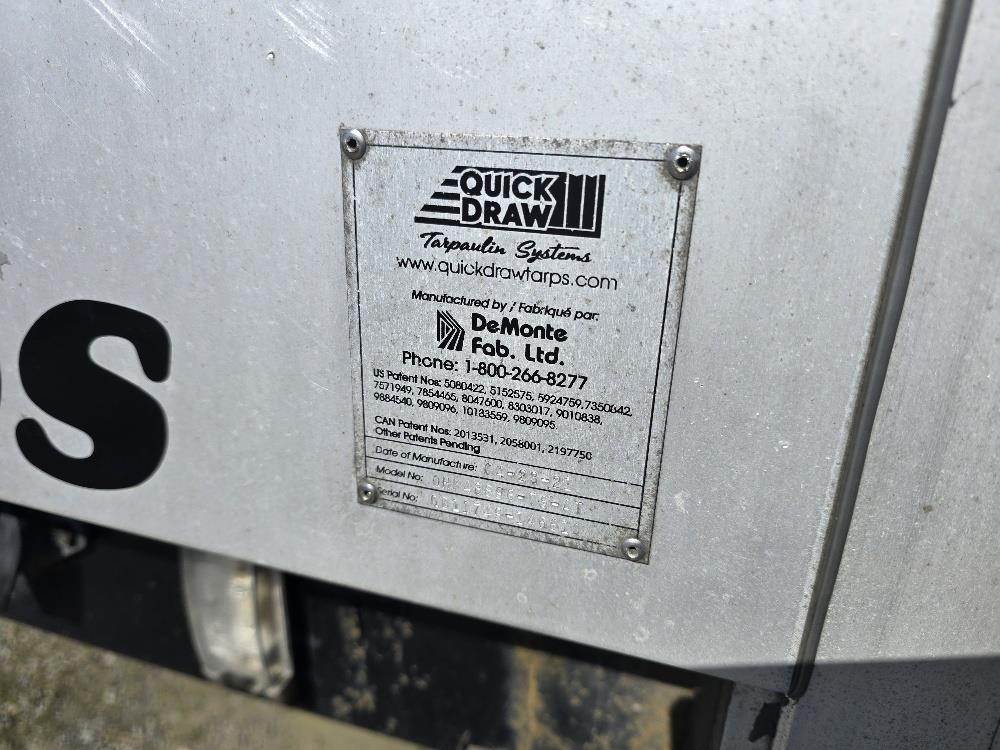 QUICK
DRAW
Tarpaulin Systems
www.quickdrawtarps.com
Manufactured by / Fabriqué par:
DeMonte
Fab. Ltd.
Phone: 1-800-266-8277
US Patent Nos: 5080422, 5152575, 5924759, 7350842,
7571949, 7854465, 8047600, 8303017, 9010838,
9884540, 9809096, 10183559, 9809095.
CAN Patent Nos: 2013531, 2058001, 2197750
Other Patents Pending
Date of Manufacture:
Model No:
Serial No:
S